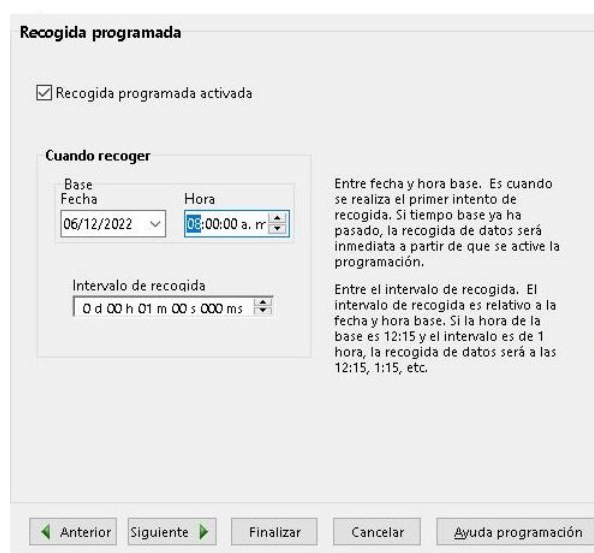 Recogida programada
Recogida programada activada
Cuando recoger
Base
Fecha Hora
06/12/2022 08:00:00 a. m
Intervalo de recogida
0 d 00 h 01 m 00 s 000 ms
Entre fecha y hora base. Es cuando
se realiza el primer intento de
recogida. Si tiempo base ya ha
pasado, la recogida de datos será
inmediata a partir de que se active la
programación.
Entre el intervalo de recogida. El
intervalo de recogida es relativo a la
fecha y hora base. Si la hora de la
base es 12:15 y el intervalo es de 1
hora, la recogida de datos será a las
12:15, 1:15, etc.
Anterior Siguiente Finalizar Cancelar Ayuda programación